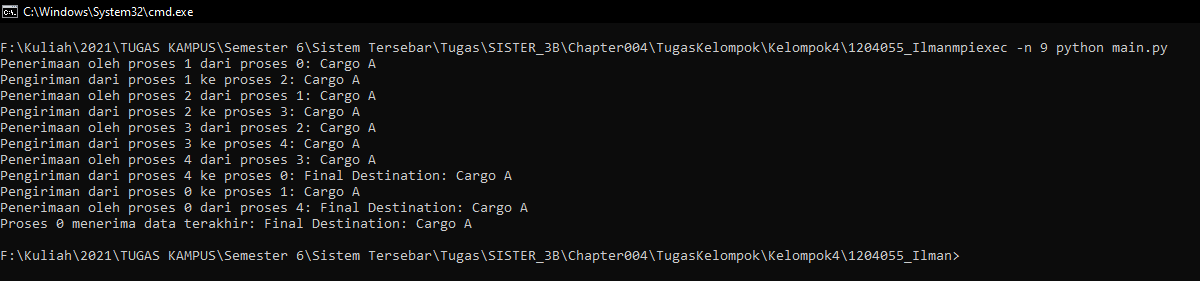 C:\Windows\System32\cmd.exe
F:\Kuliah\2021\TUGAS KAMPUS\Semester 6\Sistem Tersebar\Tugas\SISTER_3B\Chapter004\TugasKelompok\Kelompok4\1204055_Ilmanmpiexec -n 9 python main.py
Penerimaan oleh proses 1 dari proses 0: Cargo A
Pengiriman dari proses 1 ke proses 2: Cargo A
Penerimaan oleh proses 2 dari proses 1: Cargo A
Pengiriman dari proses 2 ke proses 3: Cargo A
Penerimaan oleh proses 3 dari proses 2: Cargo A
Pengiriman dari proses 3 ke proses 4: Cargo A
Penerimaan oleh proses 4 dari proses 3: Cargo A
Pengiriman dari proses 4 ke proses 0: Final Destination: Cargo A
Pengiriman dari proses 0 ke proses 1: Cargo A
Penerimaan oleh proses 0 dari proses 4: Final Destination: Cargo A
Proses 0 menerima data terakhir: Final Destination: Cargo A
F:\Kuliah\2021\TUGAS KAMPUS\Semester 6\Sistem Tersebar\Tugas\SISTER_3B\Chapter004\TugasKelompok\Kelompok4\1204055_Ilman>